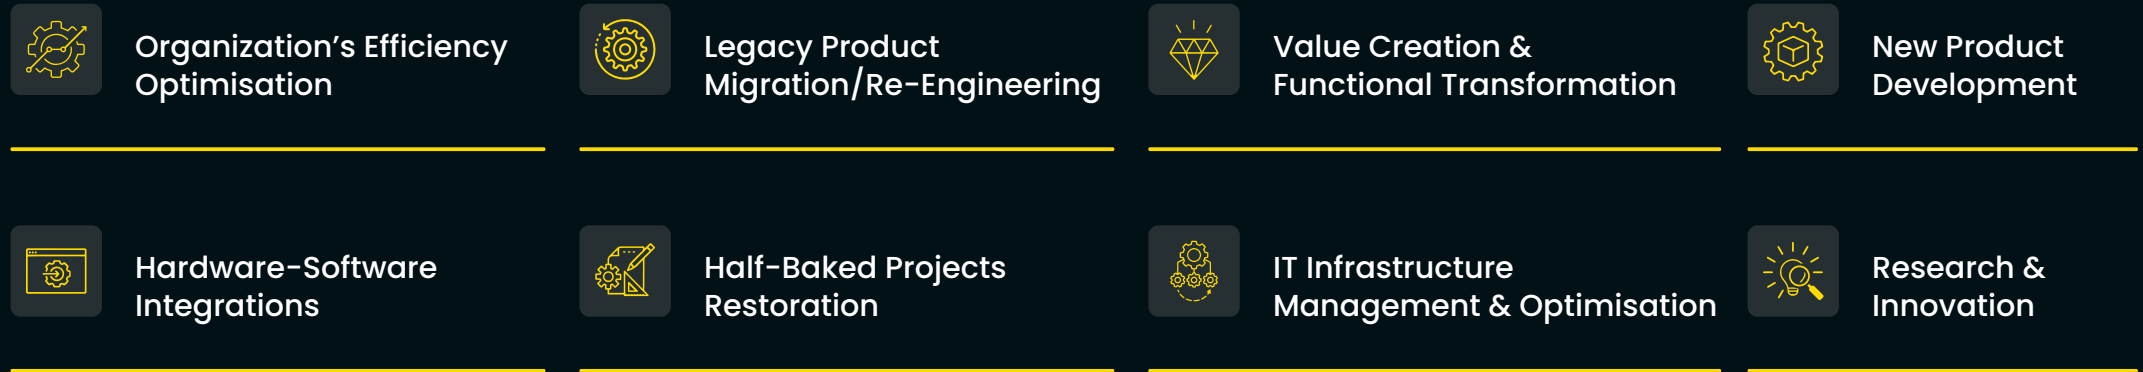 Organization’s Efficiency
Optimisation
Legacy Product
Migration/Re-Engineering
Value Creation &
Functional Transformation
New Product
Development
Hardware-Software
Integrations
Half-Baked Projects
Restoration
IT Infrastructure
Management & Optimisation
Research &
Innovation